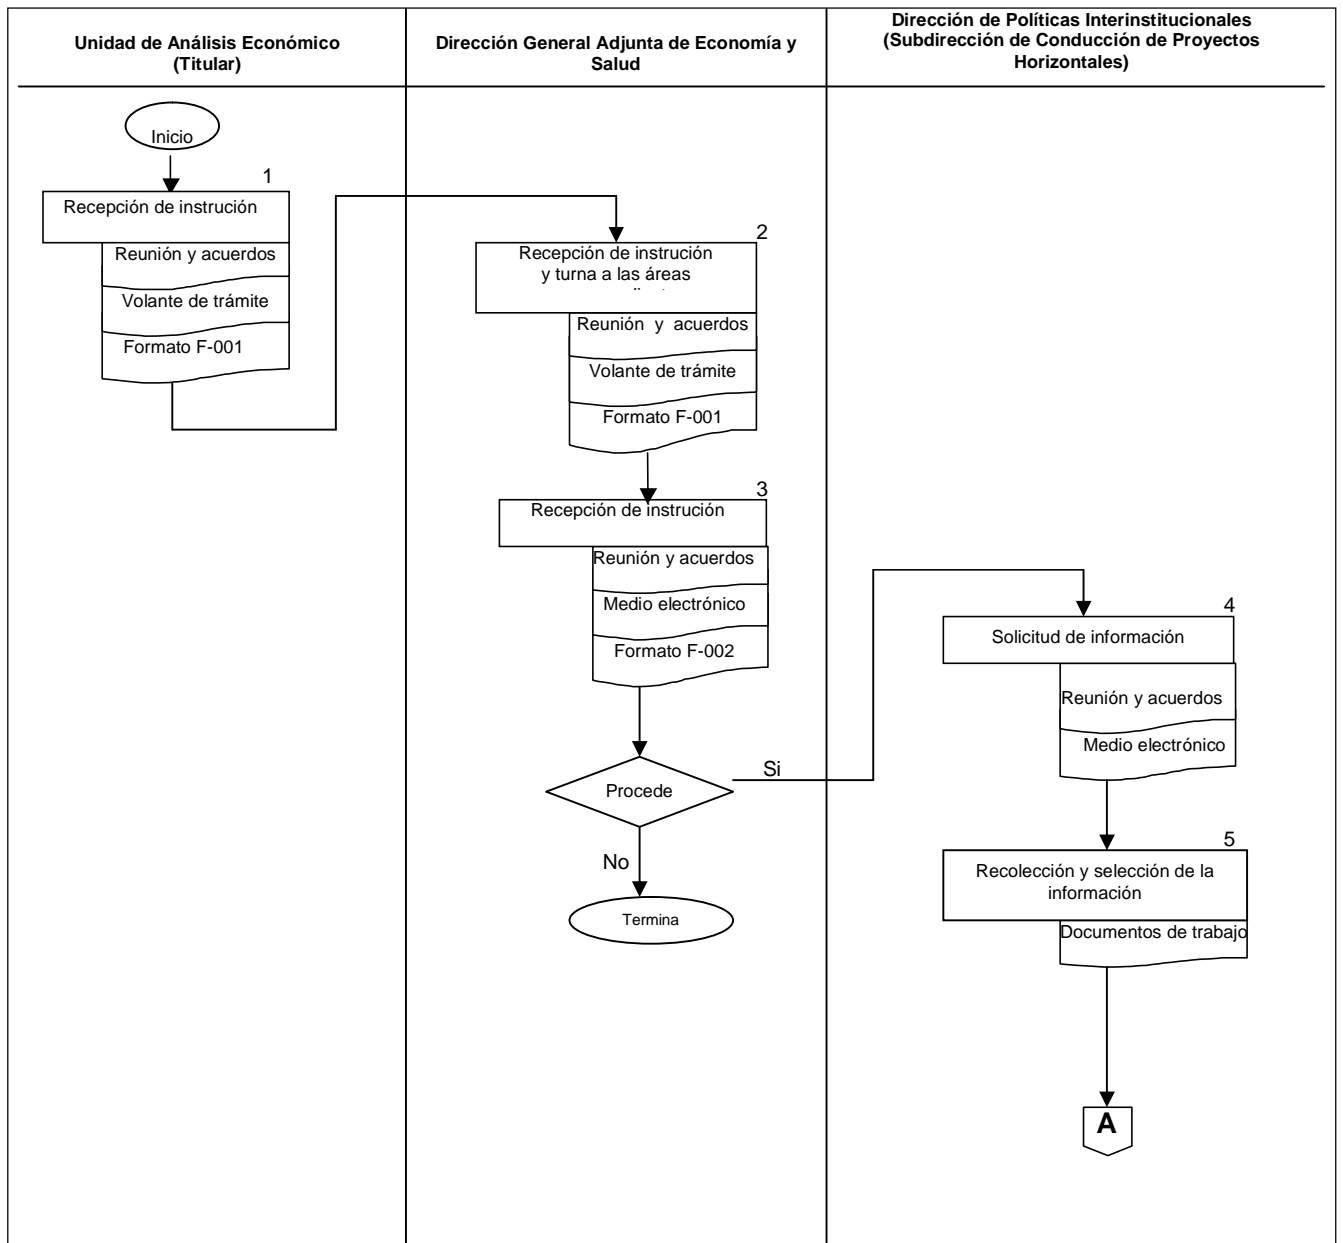 Unidad de Análisis Económico
(Titular)
Dirección General Adjunta de Economía y
Salud
Dirección de Políticas Interinstitucionales
(Subdirección de Conducción de Proyectos
Horizontales)
Inicio
1
Recepción de instrución
Reunión y acuerdos
Volante de trámite
Formato F-001
2
Recepción de instrución
y turna a las áreas
Reunión y acuerdos
Volante de trámite
Formato F-001
3
Recepción de instrución
Reunión y acuerdos
Medio electrónico
Formato F-002
Procede
Si
No
Termina
4
Solicitud de información
Reunión y acuerdos
Medio electrónico
5
Recolección y selección de la
información
Documentos de trabajo
A